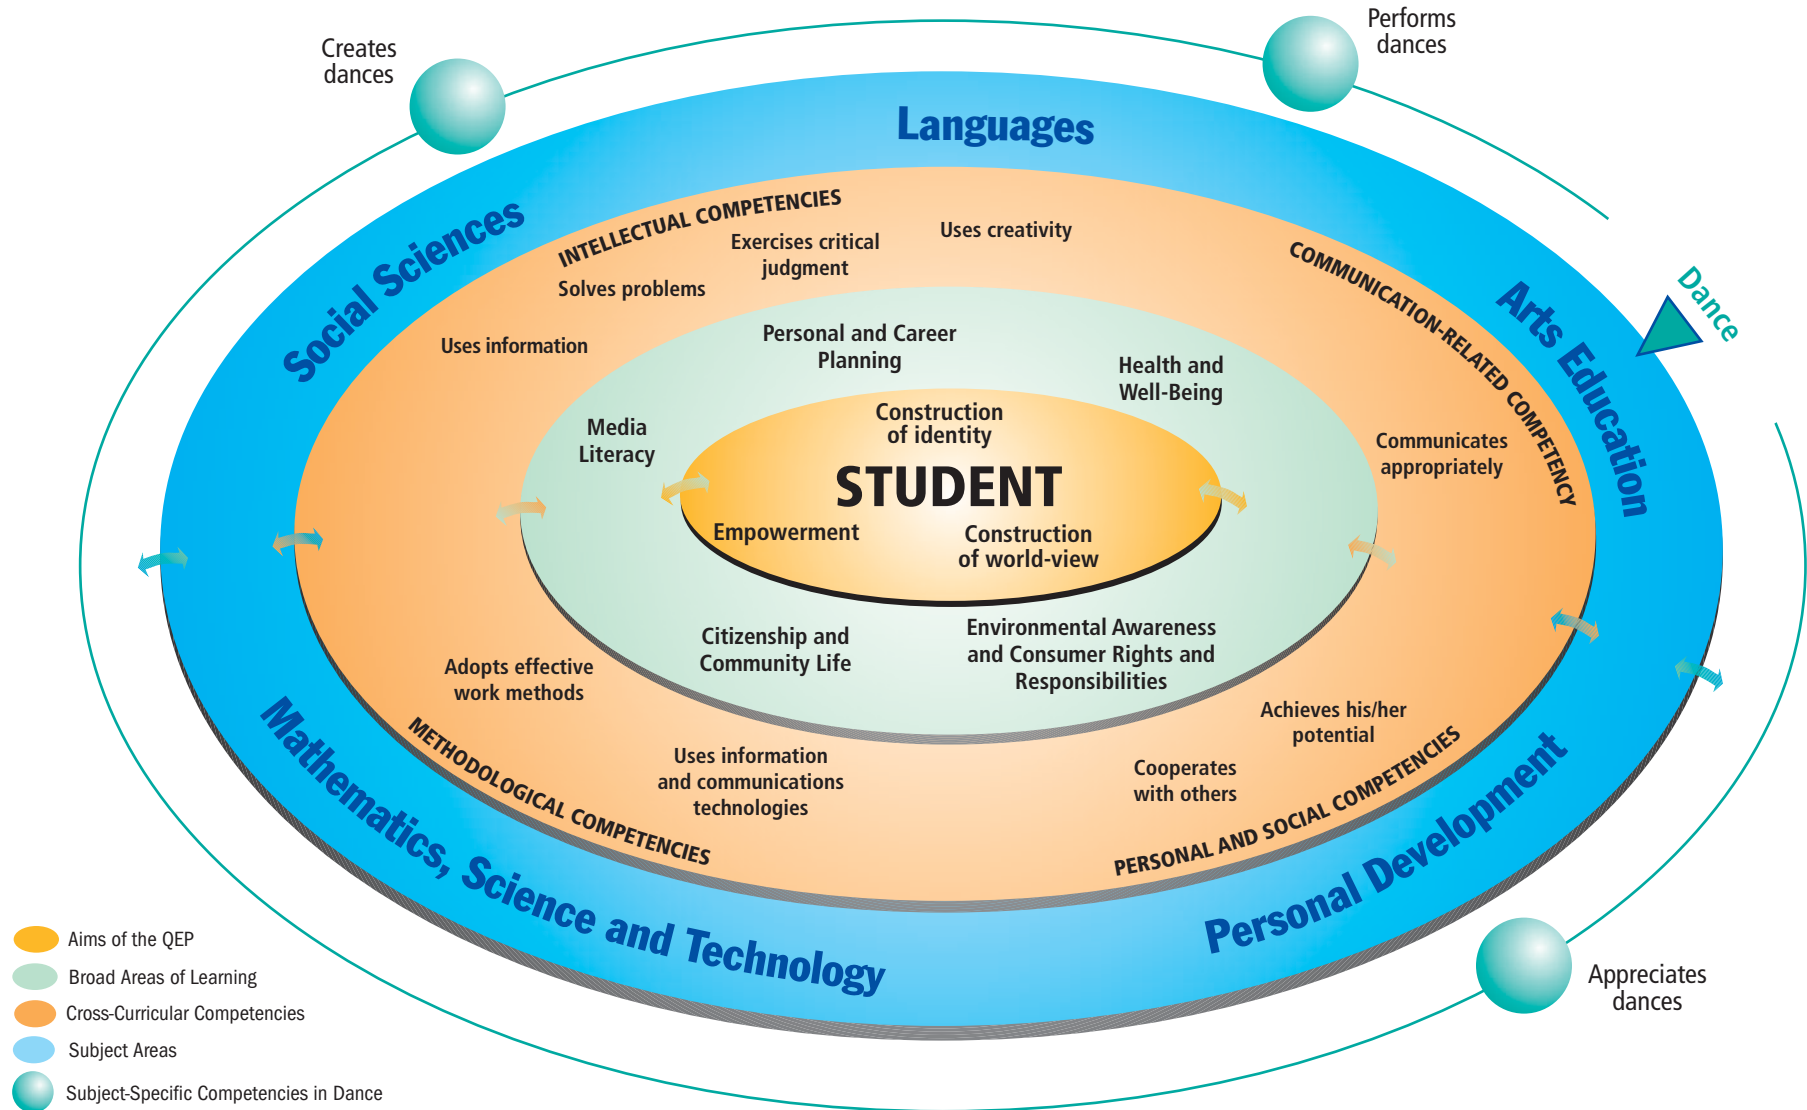 Creates
dances
Performs
dances
Languages
Social Sciences
Arts Education
Dance
INTELLECTUAL COMPETENCIES
Uses information
Solves problems
Exercises critical
judgment
Uses creativity
COMMUNICATION-RELATED COMPETENCY
Communicates
appropriately
Personal and Career
Planning
Health and
Well-Being
Media
Literacy
Construction
of identity
STUDENT
Empowerment
Construction
of world-view
Citizenship and
Community Life
Environmental Awareness
and Consumer Rights and
Responsibilities
Adopts effective
work methods
Uses information
and communications
technologies
METHODOLOGICAL COMPETENCIES
Achieves his/her
potential
Cooperates
with others
PERSONAL AND SOCIAL COMPETENCIES
Mathematics, Science and Technology
Personal Development
Appreciates
dances
Aims of the QEP
Broad Areas of Learning
Cross-Curricular Competencies
Subject Areas
Subject-Specific Competencies in Dance